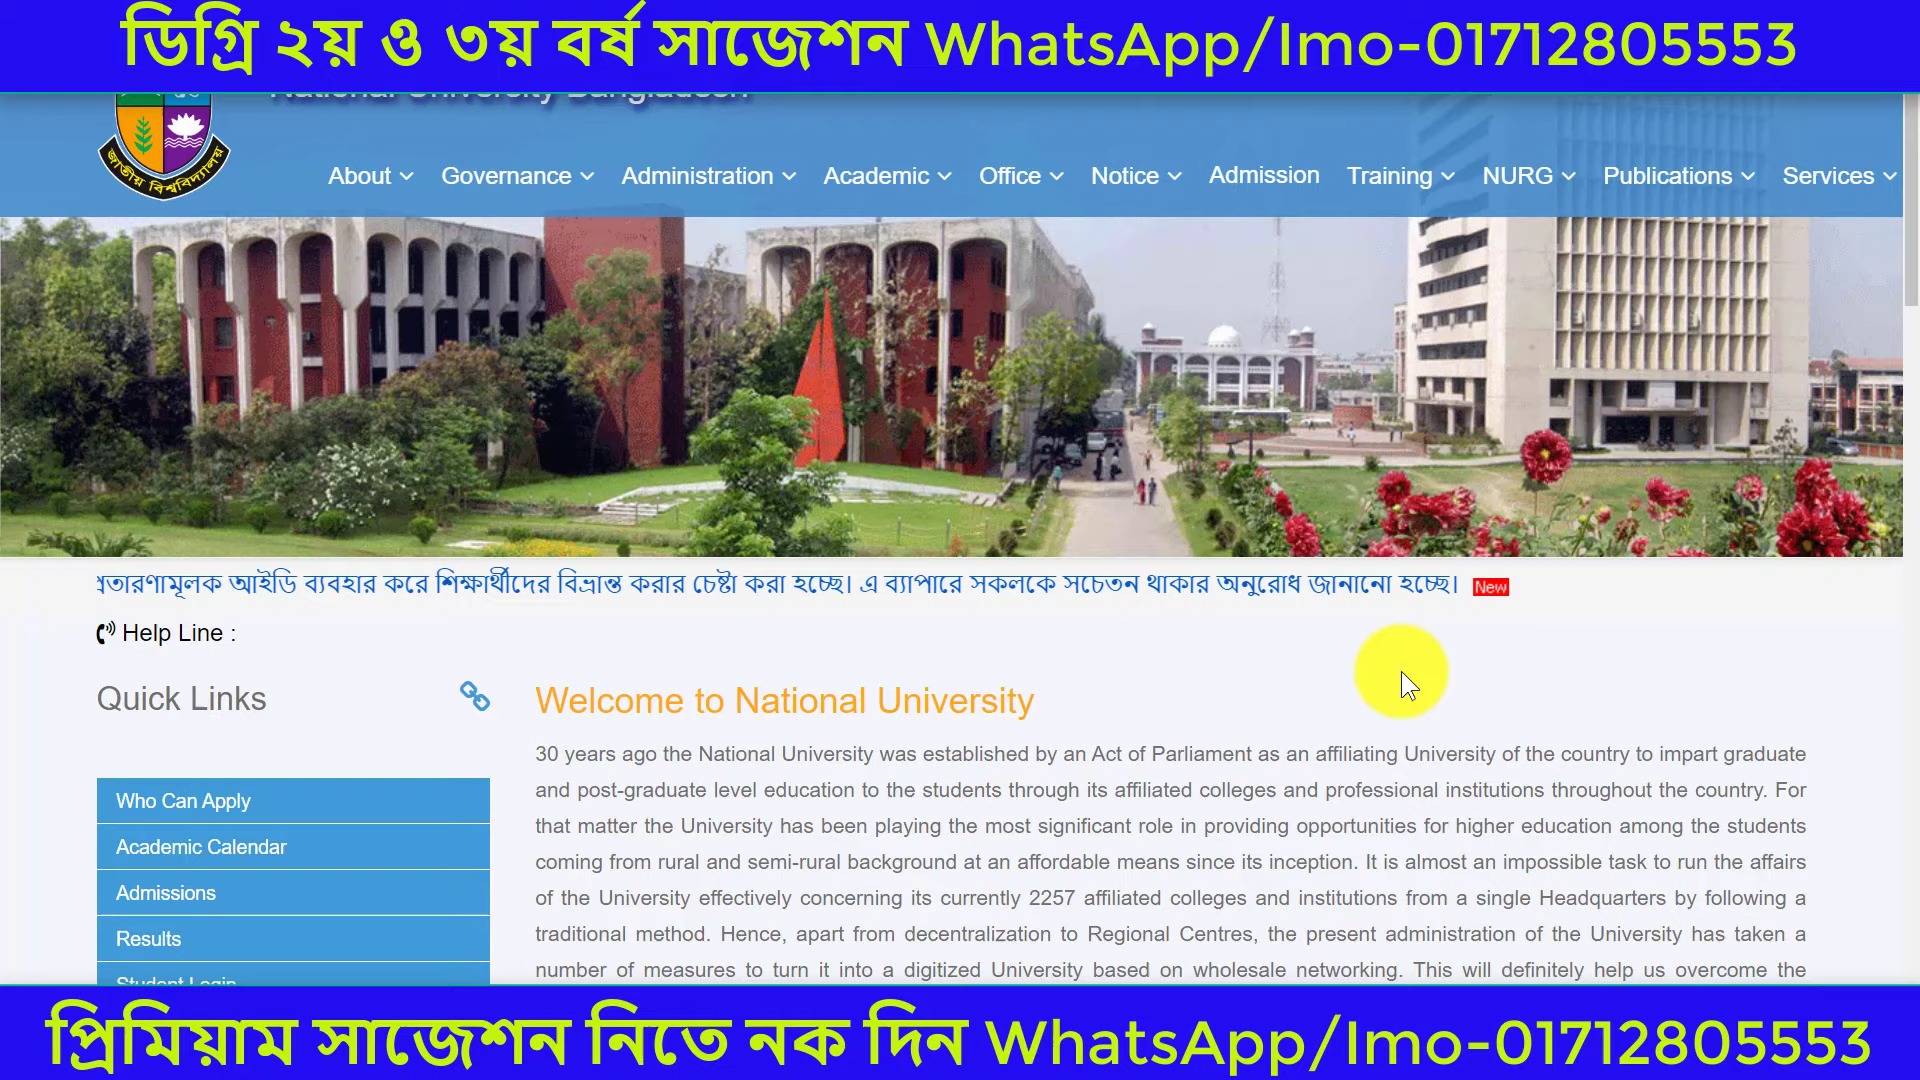 ডিগ্রি ২য় ও ৩য় বর্ষ সাজেশন WhatsApp/Imo-01712805553
National University Bangladesh
জাতীয় বিশ্ববিদ্যালয়
About Governance Administration Academic Office Notice Admission Training NURG Publications Services
প্রতারণামূলক আইডি ব্যবহার করে শিক্ষার্থীদের বিভ্রান্ত করার চেষ্টা করা হচ্ছে। এ ব্যাপারে সকলকে সচেতন থাকার অনুরোধ জানানো হচ্ছে। New
Help Line :
Quick Links
Who Can Apply
Academic Calendar
Admissions
Results
Student Login
Welcome to National University
30 years ago the National University was established by an Act of Parliament as an affiliating University of the country to impart graduate
and post-graduate level education to the students through its affiliated colleges and professional institutions throughout the country. For
that matter the University has been playing the most significant role in providing opportunities for higher education among the students
coming from rural and semi-rural background at an affordable means since its inception. It is almost an impossible task to run the affairs
of the University effectively concerning its currently 2257 affiliated colleges and institutions from a single Headquarters by following a
traditional method. Hence, apart from decentralization to Regional Centres, the present administration of the University has taken a
number of measures to turn it into a digitized University based on wholesale networking. This will definitely help us overcome the
প্রিমিয়াম সাজেশন নিতে নক দিন WhatsApp/Imo-01712805553